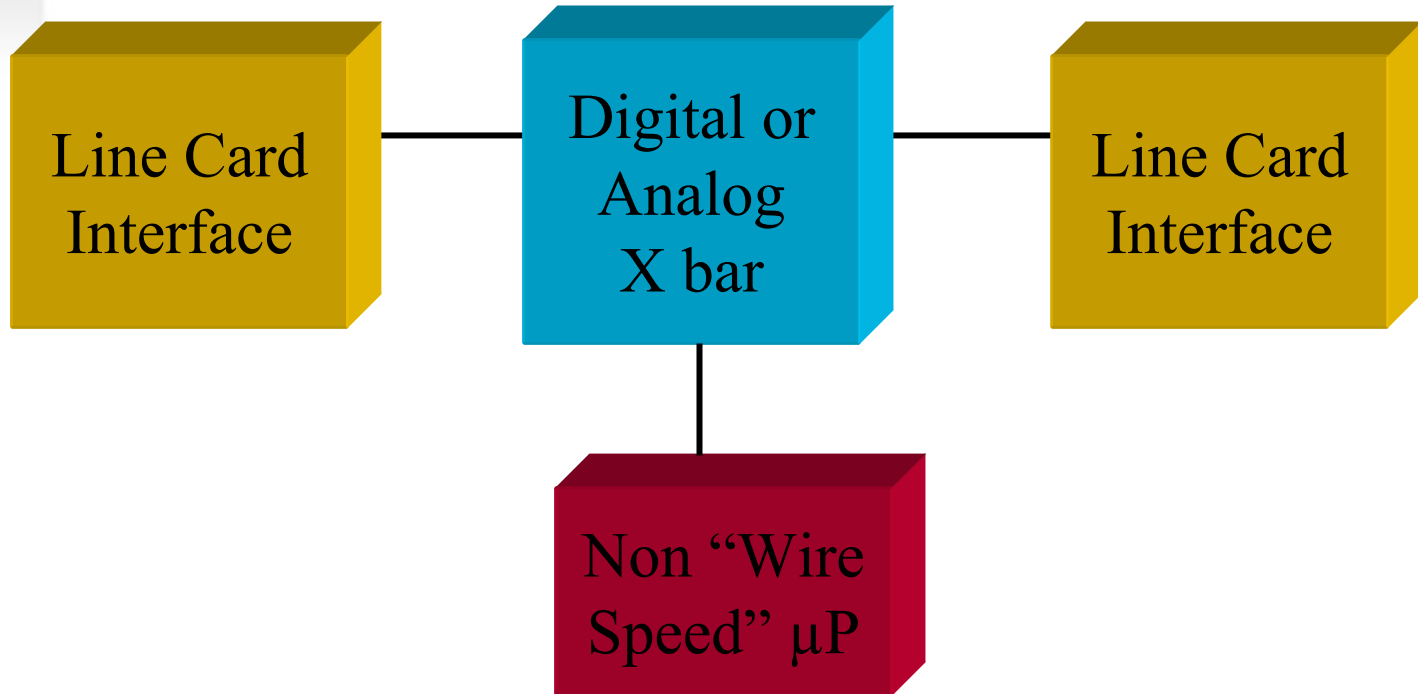 Line Card
Interface
Digital or
Analog
X bar
Line Card
Interface
Non “Wire
Speed” µP